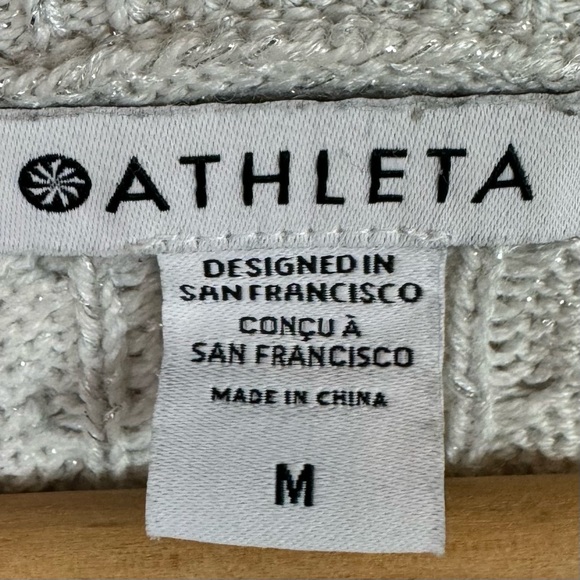 ATHLETA
DESIGNED IN
SAN FRANCISCO
CONÇU À
SAN FRANCISCO
MADE IN CHINA
M